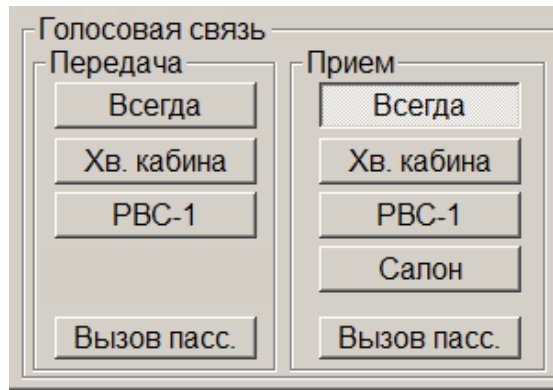 Голосовая связь
Передача
Всегда
Хв. кабина
РВС-1
Вызов пасс.
Прием
Всегда
Хв. кабина
РВС-1
Салон
Вызов пасс.